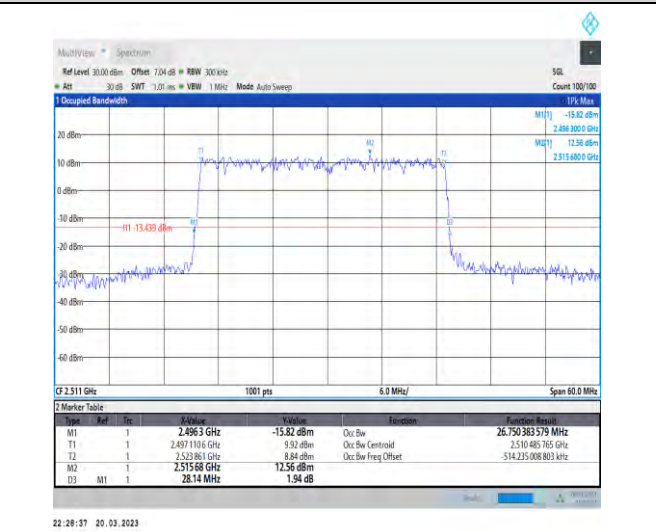 MultiView Spectrum
Ref Level 30.00 dBm Offset 7.04 dB RBW 300 kHz SGL
Att 30 dB SWT 1.01 ms VBW 1 MHz Mode Auto Sweep Count 100/100
1 Occupied Bandwidth 1Pk Max
M1[1] -15.82 dBm
2.496 300 0 GHz
M2[1] 12.56 dBm
2.515 680 0 GHz
20 dBm
M2
T1 T2
10 dBm
0 dBm
-10 dBm
M1 D3
H1 -13.439 dBm
-20 dBm
-30 dBm
-40 dBm
-50 dBm
-60 dBm
CF 2.511 GHz 1001 pts 6.0 MHz/ Span 60.0 MHz
2 Marker Table
Type Ref Trc X-Value Y-Value Function Function Result
M1 1 2.4963 GHz -15.82 dBm Occ Bw 26.750 383 579 MHz
T1 1 2.497 110 6 GHz 9.92 dBm Occ Bw Centroid 2.510 485 765 GHz
T2 1 2.523 861 GHz 8.84 dBm Occ Bw Freq Offset -514.235 008 803 kHz
M2 1 2.515 68 GHz 12.56 dBm
D3 M1 1 28.14 MHz 1.94 dB
22:28:37 20.03.2023